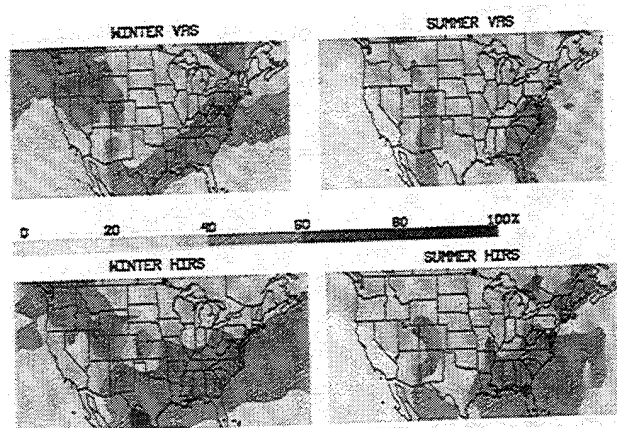 WINTER VAS
SUMMER VAS
0 20 40 60 80 100%
WINTER HIRS
SUMMER HIRS